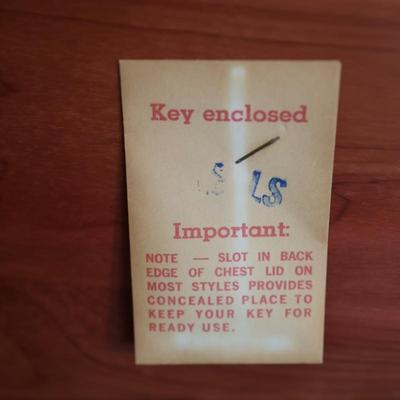 Key enclosed
LS
Important:
NOTE — SLOT IN BACK
EDGE OF CHEST LID ON
MOST STYLES PROVIDES
CONCEALED PLACE TO
KEEP YOUR KEY FOR
READY USE.